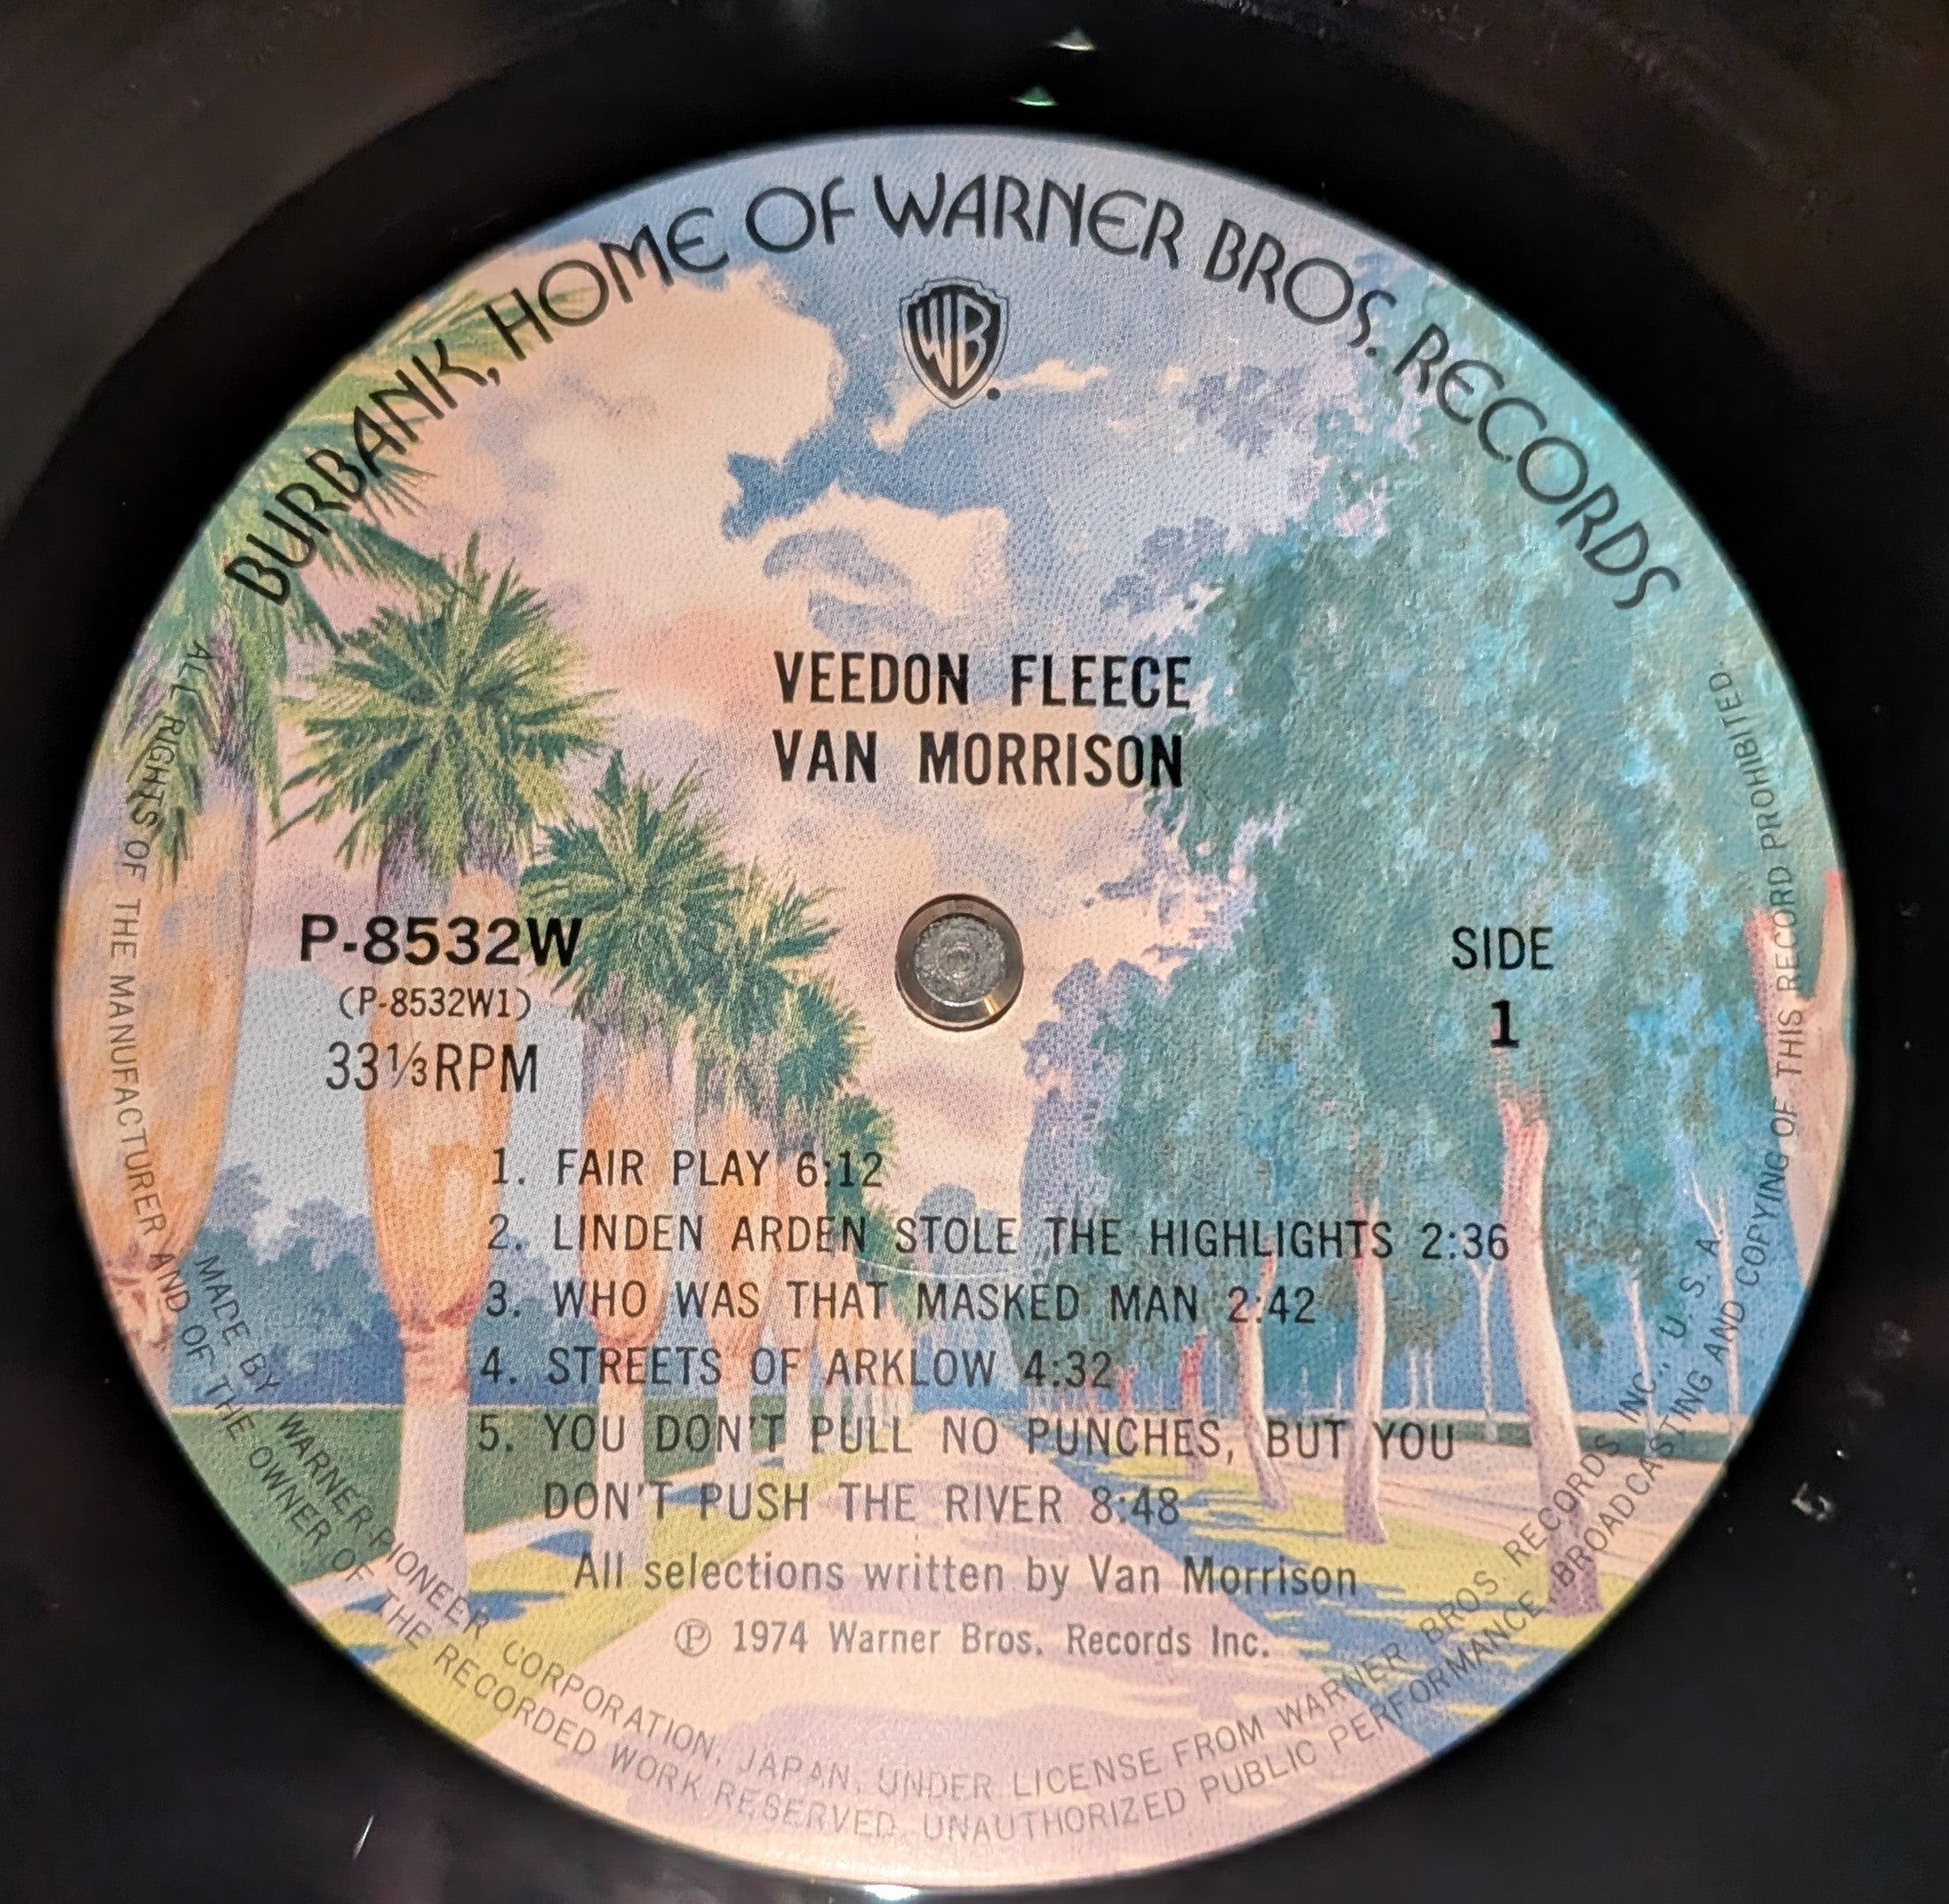 BURBANK, HOME OF WARNER BROS. RECORDS
WB
VEEDON FLEECE
VAN MORRISON
P-8532W
(P-8532W1)
33⅓RPM
SIDE
1
1. FAIR PLAY 6:12
2. LINDEN ARDEN STOLE THE HIGHLIGHTS 2:36
3. WHO WAS THAT MASKED MAN 2:42
4. STREETS OF ARKLOW 4:32
5. YOU DON'T PULL NO PUNCHES, BUT YOU
DON'T PUSH THE RIVER 8:48
All selections written by Van Morrison
Ⓟ 1974 Warner Bros. Records Inc.
MADE BY WARNER-PIONEER CORPORATION, JAPAN, UNDER LICENSE FROM WARNER BROS. RECORDS INC., U. S. A.
ALL RIGHTS OF THE MANUFACTURER AND OF THE OWNER OF THE RECORDED WORK RESERVED. UNAUTHORIZED PUBLIC PERFORMANCE, BROADCASTING AND COPYING OF THIS RECORD PROHIBITED.